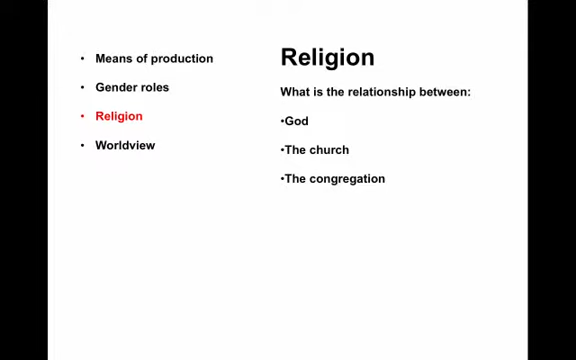 • Means of production
• Gender roles
• Religion
• Worldview
Religion
What is the relationship between:
•God
•The church
•The congregation